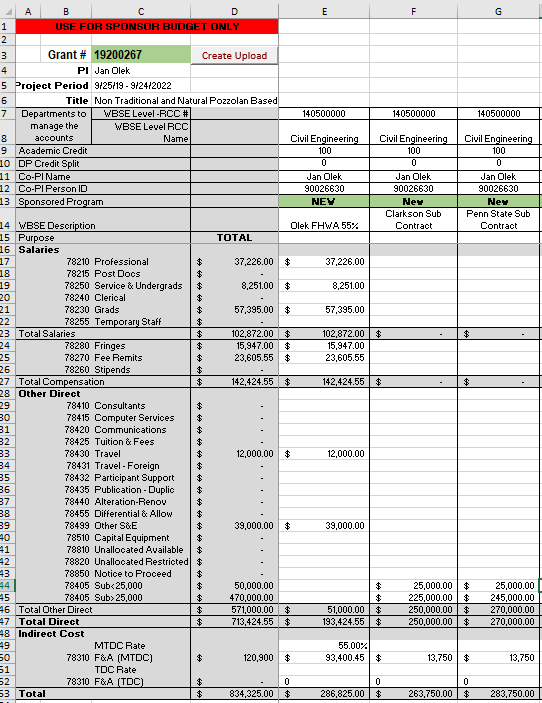 A B C D E F G
1 USE FOR SPONSOR BUDGET ONLY
2
3 Grant # 19200267 Create Upload
4 PI Jan Olek
5 Project Period 9/25/19 - 9/24/2022
6 Title Non Traditional and Natural Pozzolan Based
7 Departments to WBSE Level -RCC # 140500000 140500000 140500000
manage the WBSE Level RCC
8 accounts Name Civil Engineering Civil Engineering Civil Engineering
9 Academic Credit 100 100 100
10 DP Credit Split 0 0 0
11 Co-PI Name Jan Olek Jan Olek Jan Olek
12 Co-PI Person ID 90026630 90026630 90026630
13 Sponsored Program NEW New New
Clarkson Sub Penn State Sub
14 WBSE Description Olek FHWA 55% Contract Contract
15 Purpose TOTAL
16 Salaries
17 78210 Professional $ 37,226.00 $ 37,226.00
18 78215 Post Docs $ -
19 78250 Service & Undergrads $ 8,251.00 $ 8,251.00
20 78240 Clerical $ -
21 78230 Grads $ 57,395.00 $ 57,395.00
22 78255 Temporary Staff $ -
23 Total Salaries $ 102,872.00 $ 102,872.00 $ - $ -
24 78280 Fringes $ 15,947.00 $ 15,947.00
25 78270 Fee Remits $ 23,605.55 $ 23,605.55
26 78260 Stipends $ -
27 Total Compensation $ 142,424.55 $ 142,424.55 $ - $ -
28 Other Direct
29 78410 Consultants $ -
30 78415 Computer Services $ -
31 78420 Communications $ -
32 78425 Tuition & Fees $ -
33 78430 Travel $ 12,000.00 $ 12,000.00
34 78431 Travel - Foreign $ -
35 78432 Participant Support $ -
36 78435 Publication - Duplic $ -
37 78440 Alteration-Renov $ -
38 78455 Differential & Allow $ -
39 78499 Other S&E $ 39,000.00 $ 39,000.00
40 78510 Capital Equipment $ -
41 78810 Unallocated Available $ -
42 78820 Unallocated Restricted $ -
43 78850 Notice to Proceed $ -
44 78405 Sub<25,000 $ 50,000.00 $ 25,000.00 $ 25,000.00
45 78405 Sub>25,000 $ 470,000.00 $ 225,000.00 $ 245,000.00
46 Total Other Direct $ 571,000.00 $ 51,000.00 $ 250,000.00 $ 270,000.00
47 Total Direct $ 713,424.55 $ 193,424.55 $ 250,000.00 $ 270,000.00
48 Indirect Cost
49 MTDC Rate 55.00%
50 78310 F&A (MTDC) $ 120,900 $ 93,400.45 $ 13,750 $ 13,750
51 TDC Rate
52 78310 F&A (TDC) $ - 0 0 0
53 Total $ 834,325.00 $ 286,825.00 $ 263,750.00 $ 283,750.00